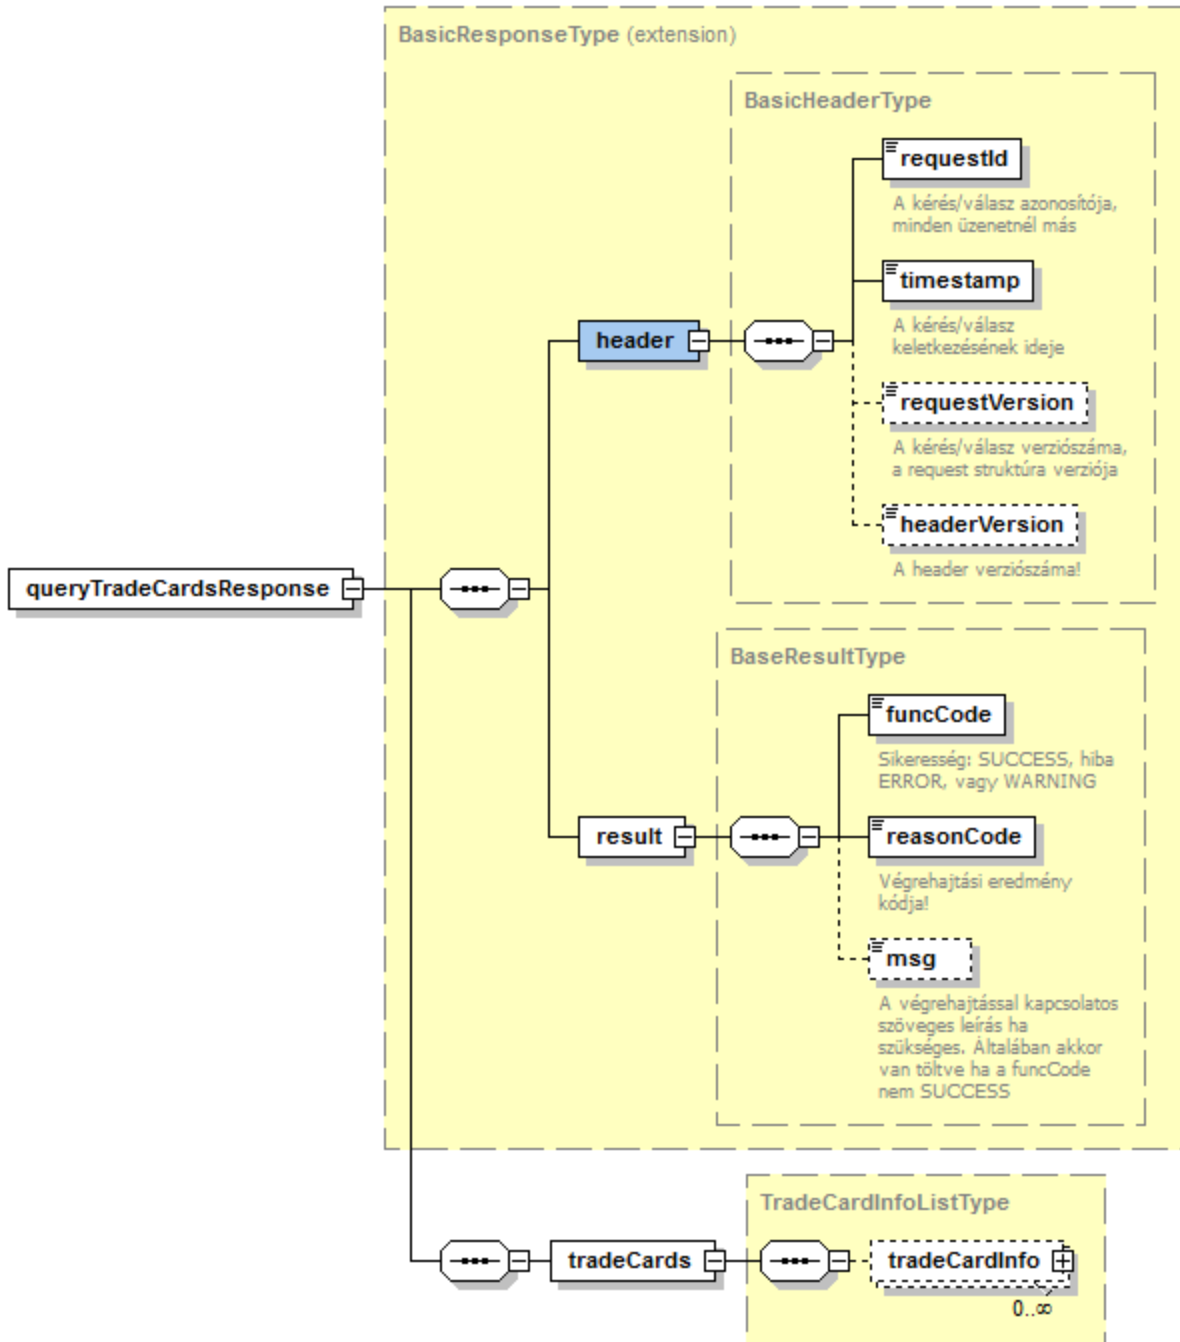 BasicResponseType (extension)
BasicHeaderType
requestId
A kérés/válasz azonosítója,
minden üzenetnél más
timestamp
A kérés/válasz
keletkezésének ideje
header
requestVersion
A kérés/válasz verziószáma,
a request struktúra verziója
headerVersion
A header verziószáma!
queryTradeCardsResponse
BaseResultType
funcCode
Sikeresség: SUCCESS, hiba
ERROR, vagy WARNING
result
reasonCode
Végrehajtási eredmény
kódja!
msg
A végrehajtással kapcsolatos
szöveges leírás ha
szükséges. Általában akkor
van töltve ha a funcCode
nem SUCCESS
TradeCardInfoListType
tradeCards
tradeCardInfo
0..∞